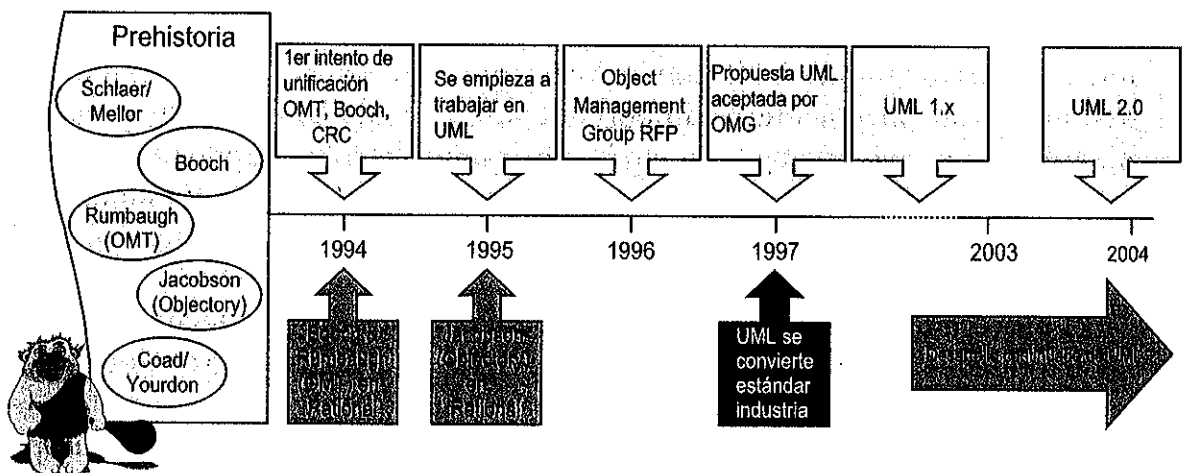 Prehistoria
Schlaer/
Mellor
Booch
Rumbaugh
(OMT)
Jacobson
(Objectory)
Coad/
Yourdon
1er intento de
unificación
OMT, Booch,
CRC
Se empieza a
trabajar en
UML
Object
Management
Group RFP
Propuesta UML
aceptada por
OMG
UML 1.x
UML 2.0
1994
1995
1996
1997
2003
2004
Rational
Rational
UML se
convierte
estándar
industria